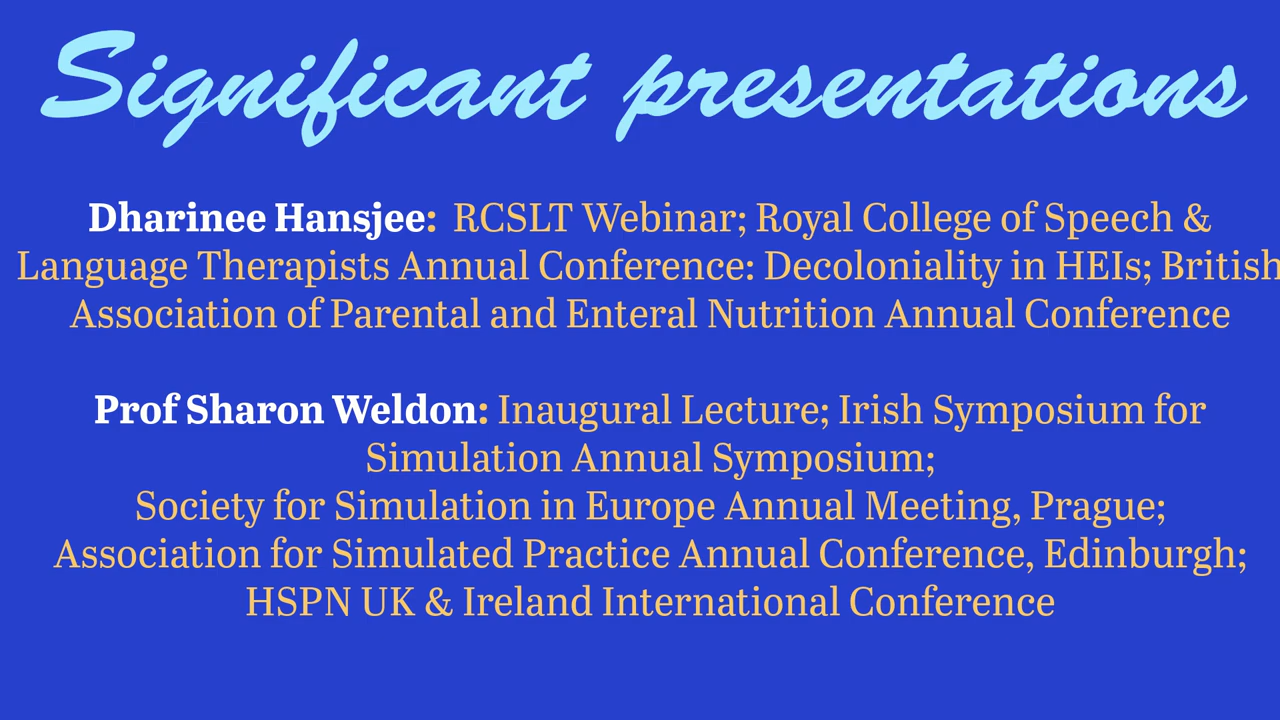 Significant presentations
Dharinee Hansjee: RCSLT Webinar; Royal College of Speech &
Language Therapists Annual Conference: Decoloniality in HEIs; British
Association of Parental and Enteral Nutrition Annual Conference
Prof Sharon Weldon: Inaugural Lecture; Irish Symposium for
Simulation Annual Symposium;
Society for Simulation in Europe Annual Meeting, Prague;
Association for Simulated Practice Annual Conference, Edinburgh;
HSPN UK & Ireland International Conference